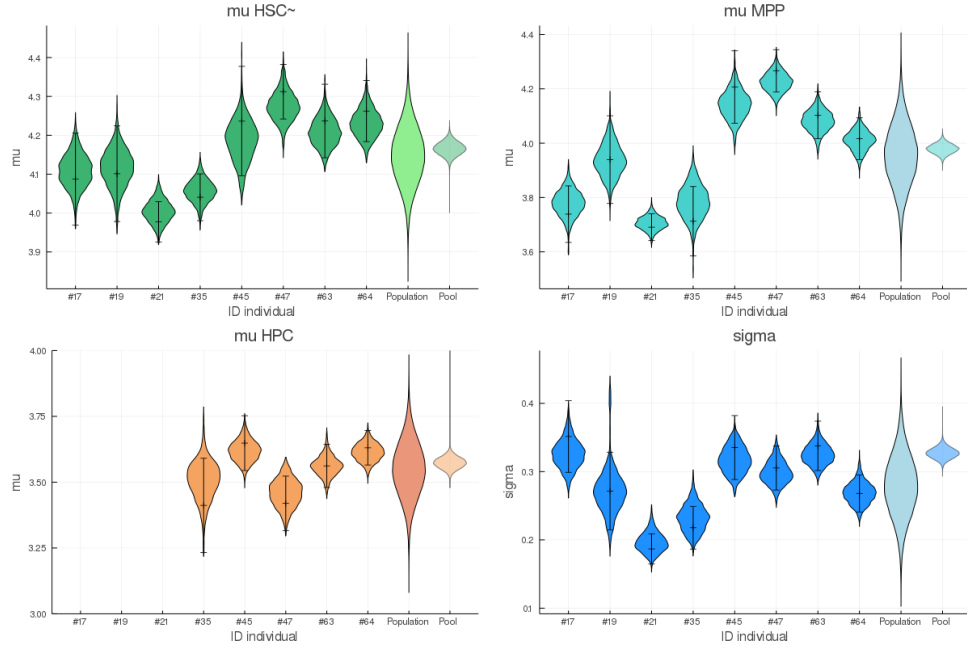 mu HSC~
mu
4.4
4.3
4.2
4.1
4.0
3.9
#17 #19 #21 #35 #45 #47 #63 #64 Population Pool
ID individual
mu MPP
mu
4.4
4.2
4.0
3.8
3.6
#17 #19 #21 #35 #45 #47 #63 #64 Population Pool
ID individual
mu HPC
mu
4.00
3.75
3.50
3.25
3.00
#17 #19 #21 #35 #45 #47 #63 #64 Population Pool
ID individual
sigma
sigma
0.4
0.3
0.2
0.1
#17 #19 #21 #35 #45 #47 #63 #64 Population Pool
ID individual